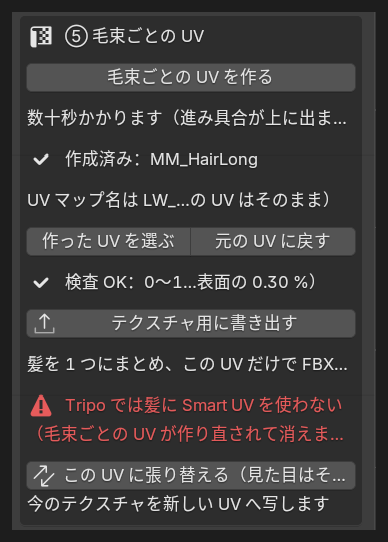 ⑤ 毛束ごとの UV
毛束ごとの UV を作る
数十秒かかります（進み具合が上に出ま...
作成済み：MM_HairLong
UV マップ名は LW_...の UV はそのまま）
作った UV を選ぶ 元の UV に戻す
検査 OK：0〜1...表面の 0.30 %）
テクスチャ用に書き出す
髪を 1 つにまとめ、この UV だけで FBX...
Tripo では髪に Smart UV を使わない
（毛束ごとの UV が作り直されて消えま...
この UV に張り替える（見た目はそ...
今のテクスチャを新しい UV へ写します